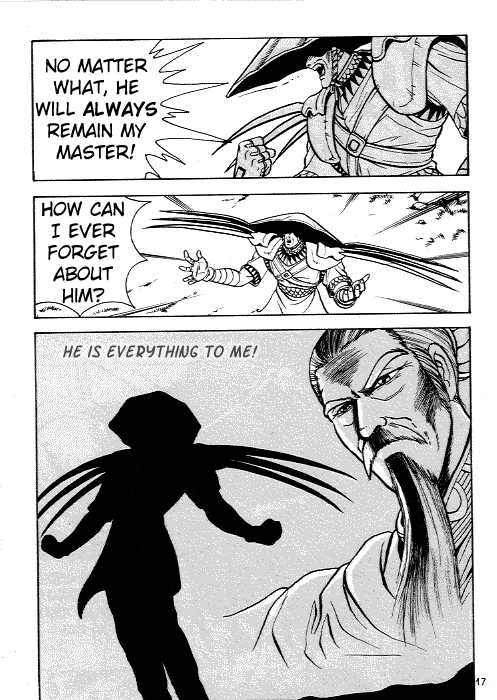 NO MATTER
WHAT, HE
WILL ALWAYS
REMAIN MY
MASTER!
HOW CAN
I EVER
FORGET
ABOUT
HIM?
HE IS EVERYTHING TO ME!
17